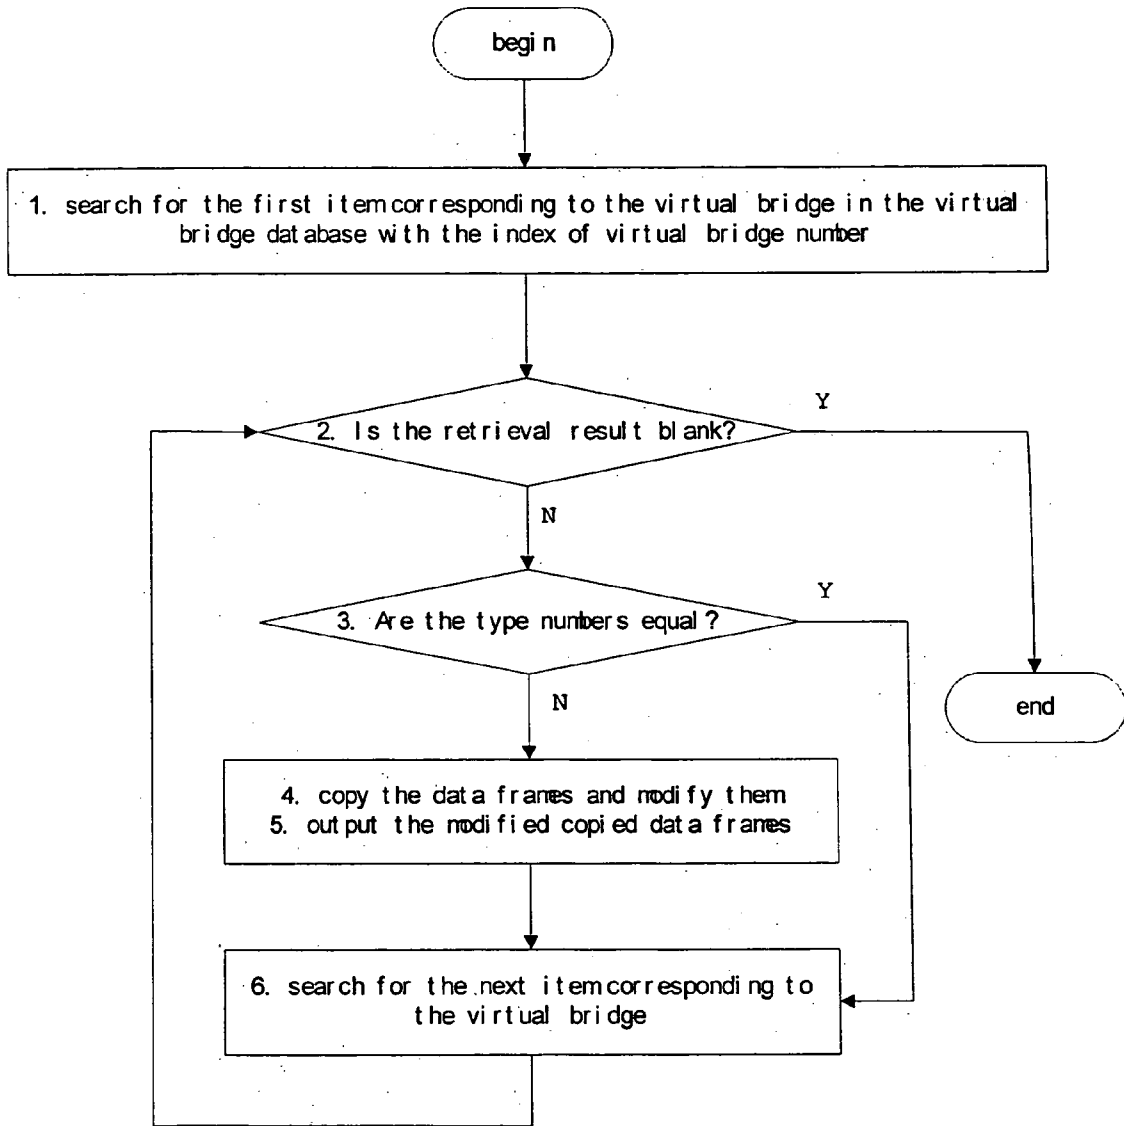 begin
1. search for the first item corresponding to the virtual bridge in the virtual
bridge database with the index of virtual bridge number
Y
2. Is the retrieval result blank?
N
Y
3. Are the type numbers equal?
N
end
4. copy the data frames and modify them
5. output the modified copied data frames
6. search for the next item corresponding to
the virtual bridge